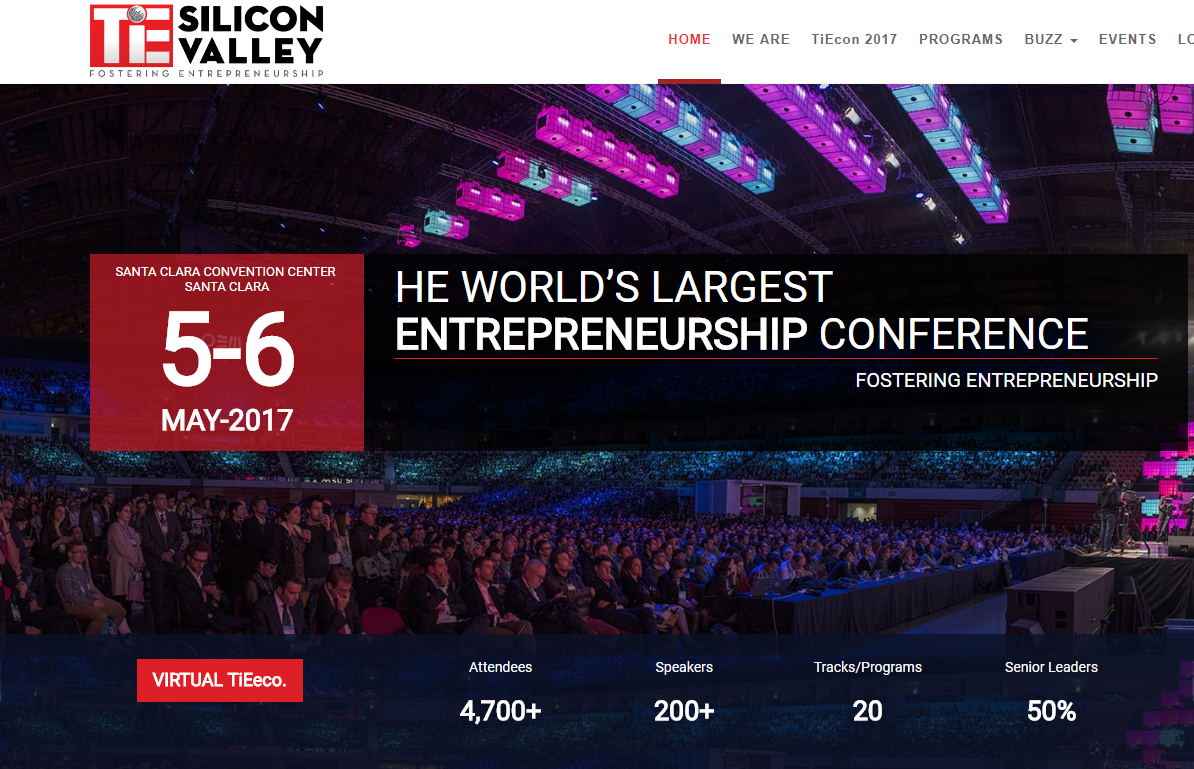 TiE SILICON
VALLEY
FOSTERING ENTREPRENEURSHIP
HOME WE ARE TiEcon 2017 PROGRAMS BUZZ EVENTS LO
SANTA CLARA CONVENTION CENTER
SANTA CLARA
5-6
MAY-2017
HE WORLD’S LARGEST
ENTREPRENEURSHIP CONFERENCE
FOSTERING ENTREPRENEURSHIP
VIRTUAL TiEeco.
Attendees
4,700+
Speakers
200+
Tracks/Programs
20
Senior Leaders
50%